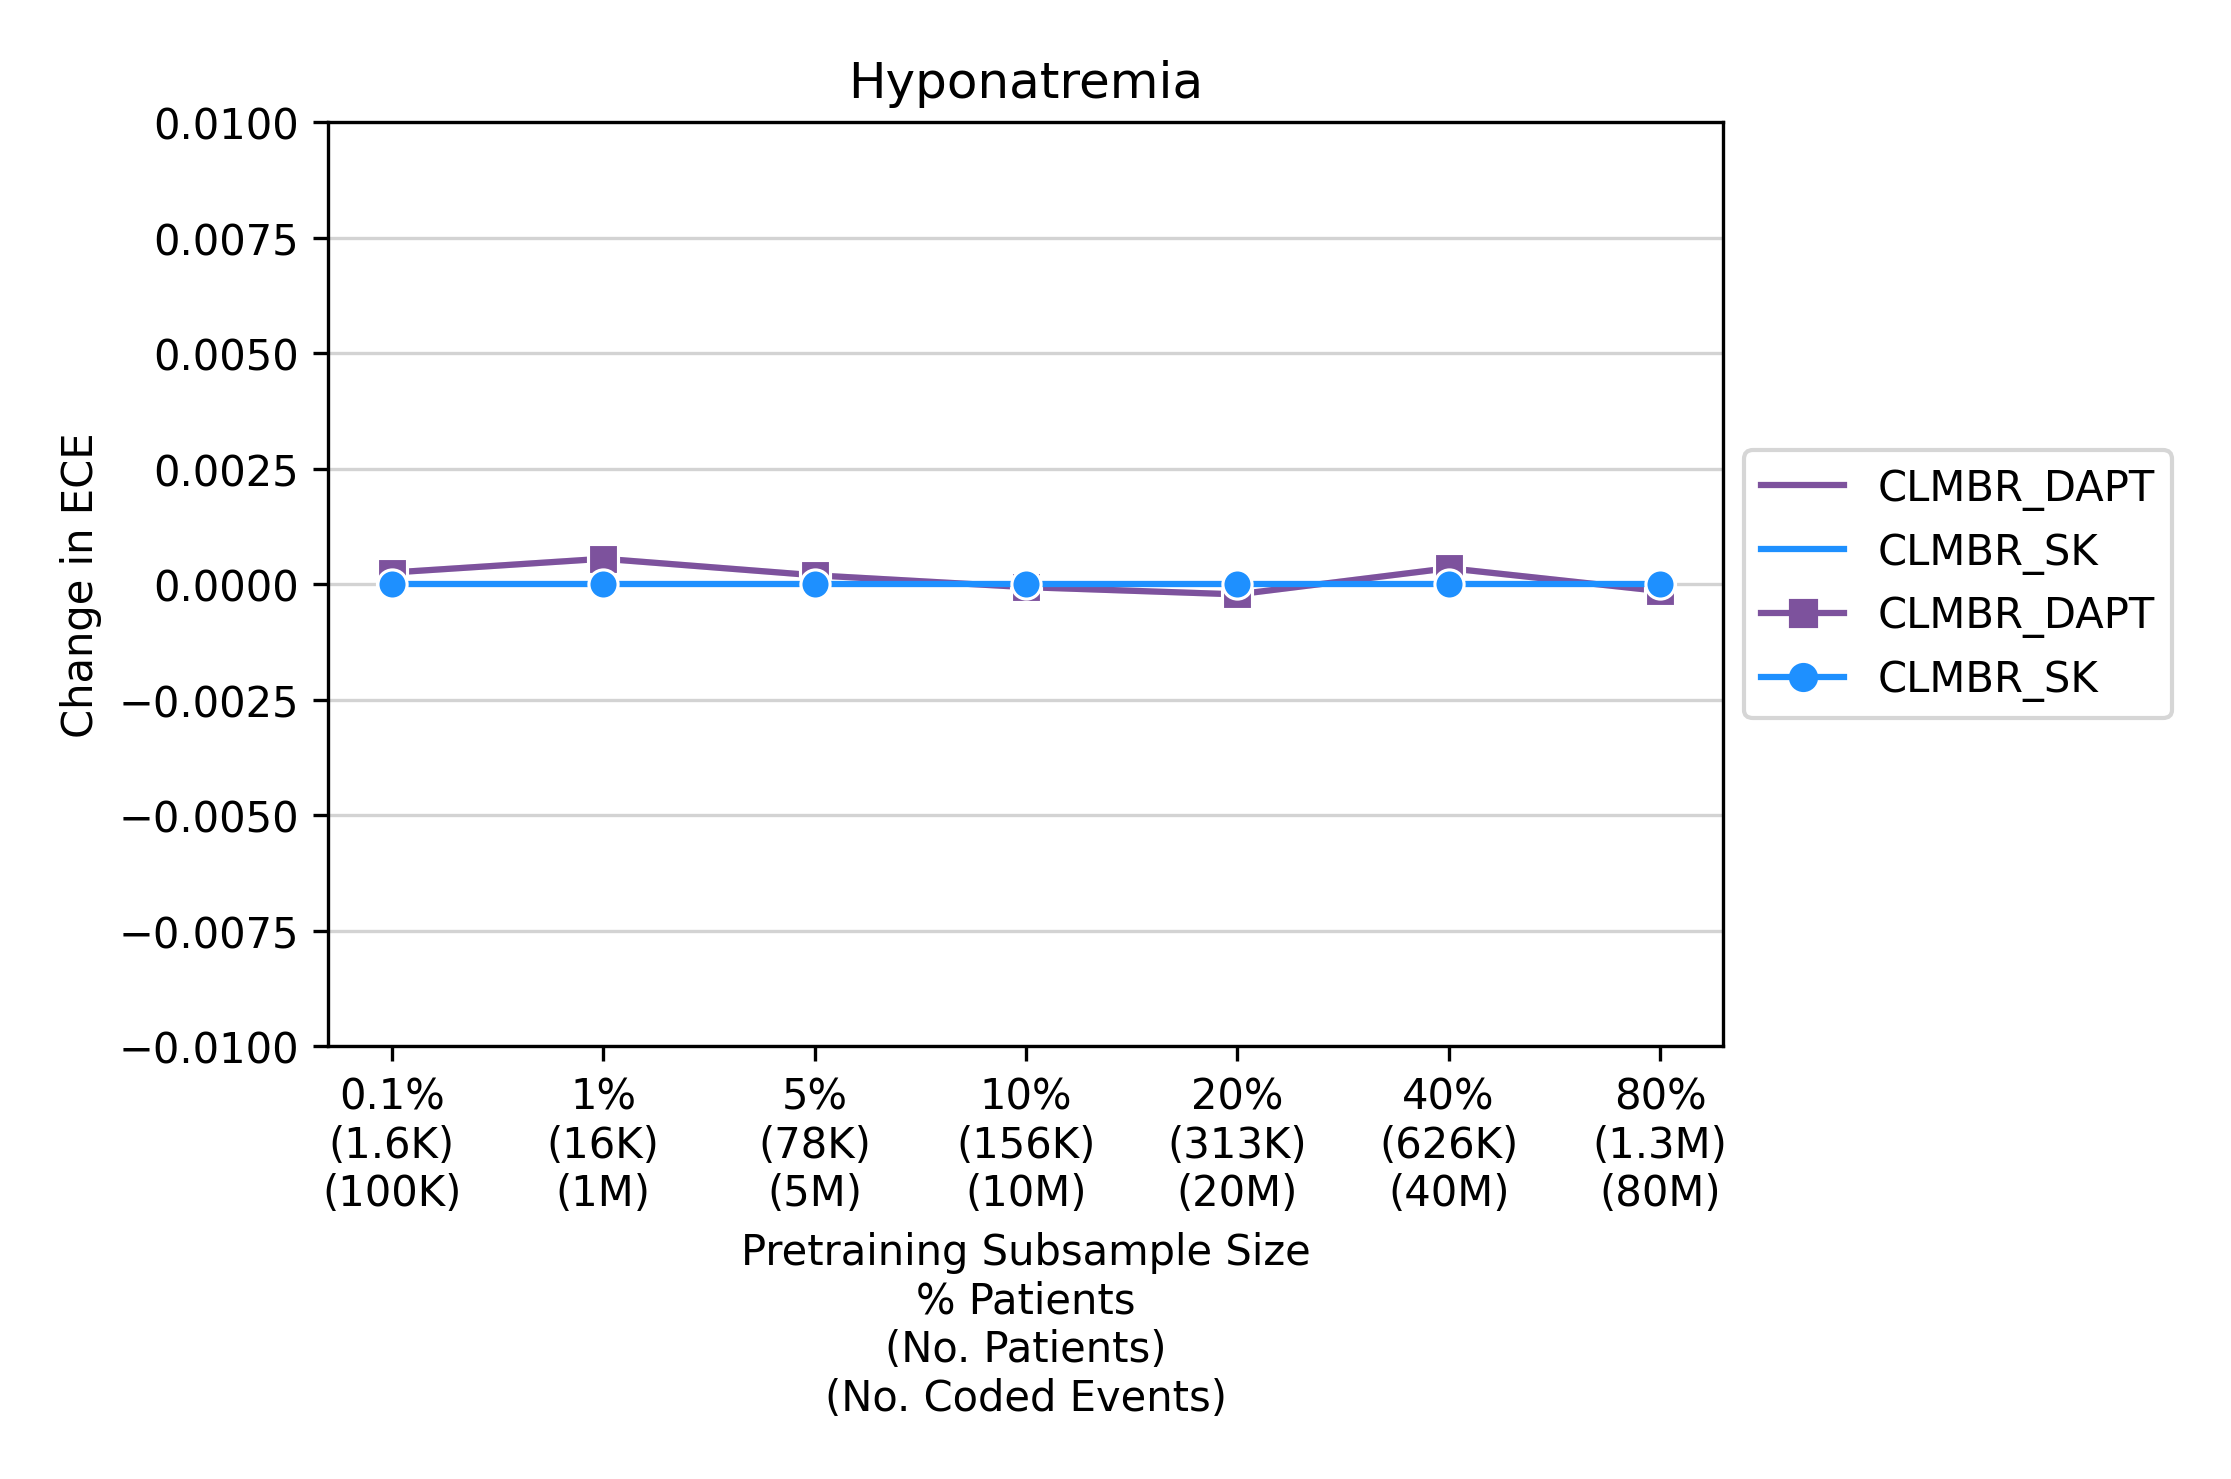 Hyponatremia
0.0100
0.0075
0.0050
0.0025
0.0000
−0.0025
−0.0050
−0.0075
−0.0100
Change in ECE
CLMBR_DAPT
CLMBR_SK
CLMBR_DAPT
CLMBR_SK
0.1% 1% 5% 10% 20% 40% 80%
(1.6K) (16K) (78K) (156K) (313K) (626K) (1.3M)
(100K) (1M) (5M) (10M) (20M) (40M) (80M)
Pretraining Subsample Size
% Patients
(No. Patients)
(No. Coded Events)